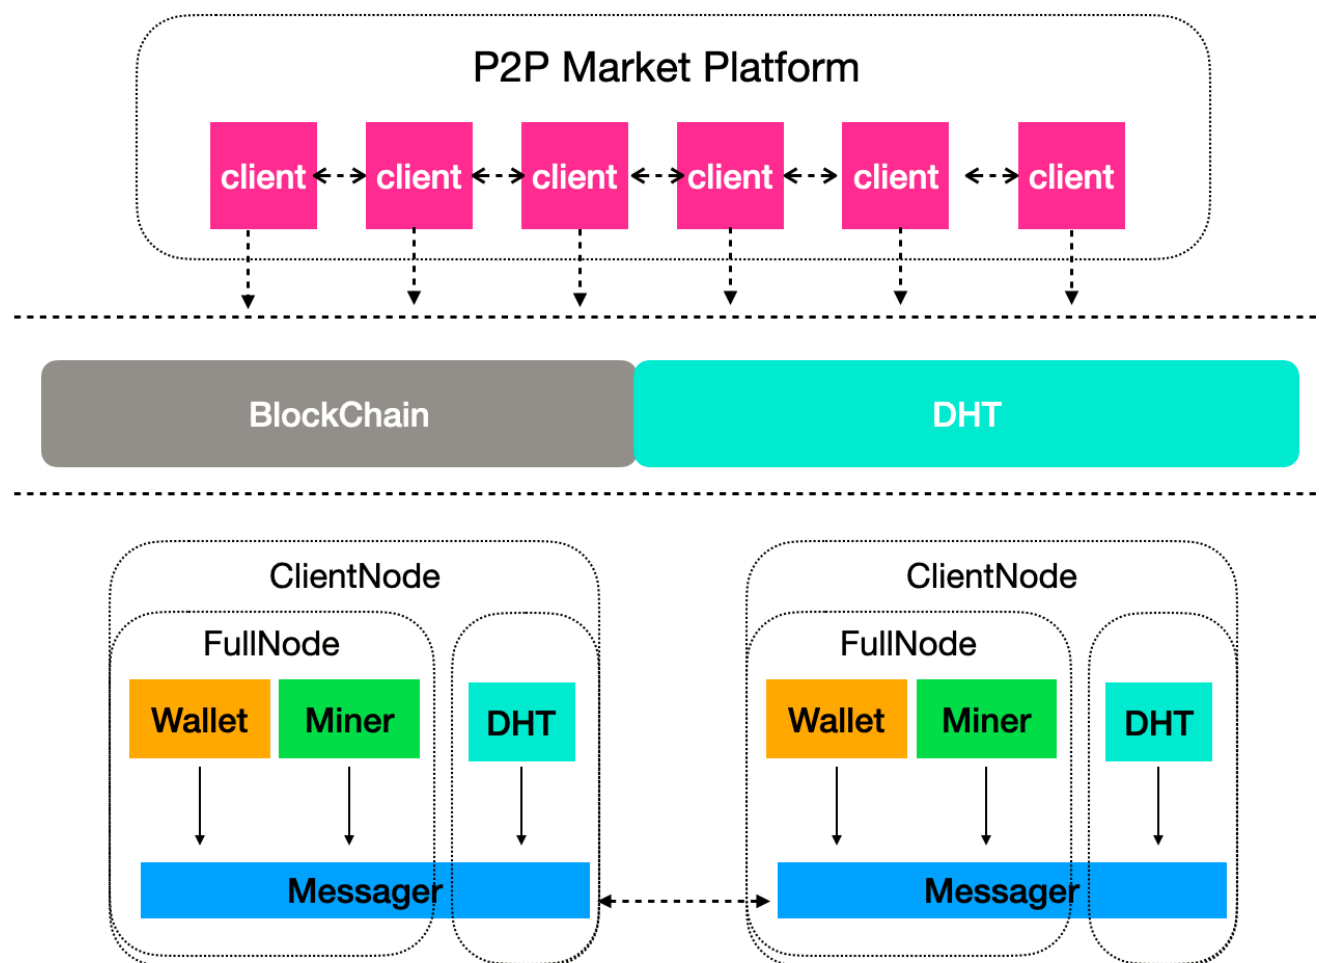 P2P Market Platform
client client client client client client
BlockChain DHT
ClientNode ClientNode
FullNode FullNode
Wallet Miner DHT Wallet Miner DHT
Messager Messager